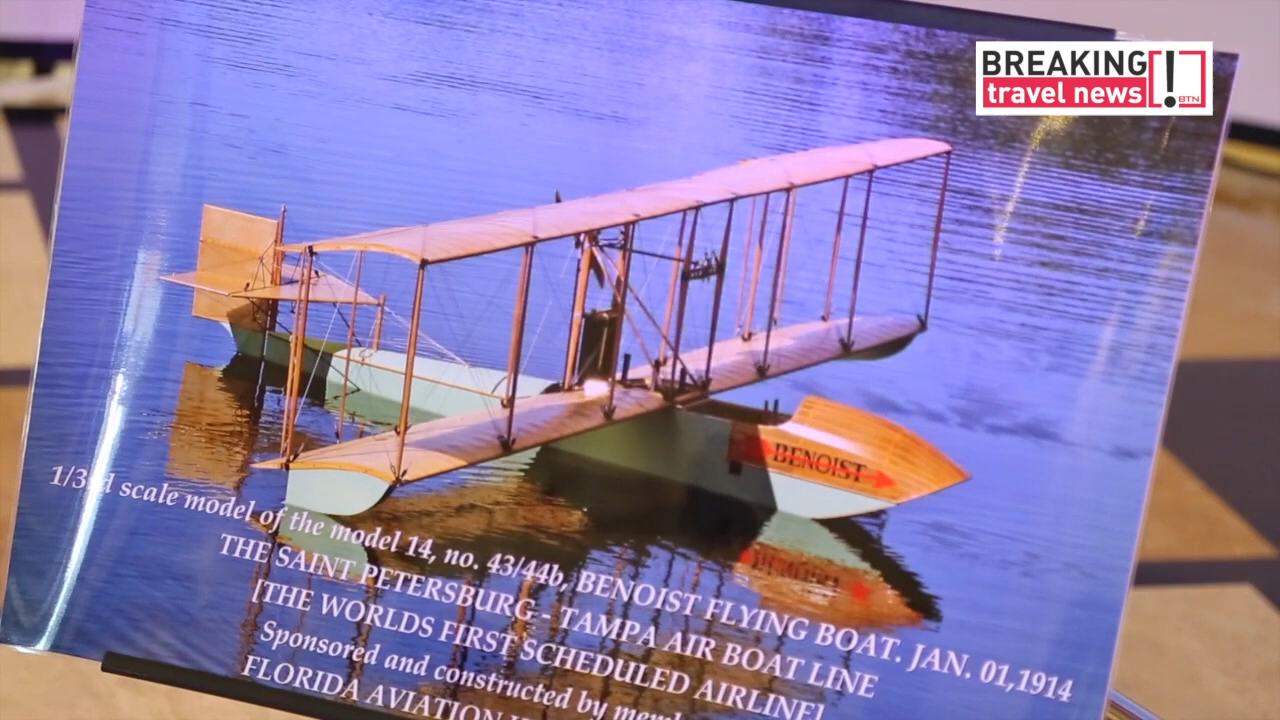 BREAKING
travel news
BTN
BENOIST
1/3rd scale model of the model 14, no. 43/44b, BENOIST FLYING BOAT. JAN. 01,1914
THE SAINT PETERSBURG - TAMPA AIR BOAT LINE
[THE WORLDS FIRST SCHEDULED AIRLINE]
Sponsored and constructed by
FLORIDA AVIATION